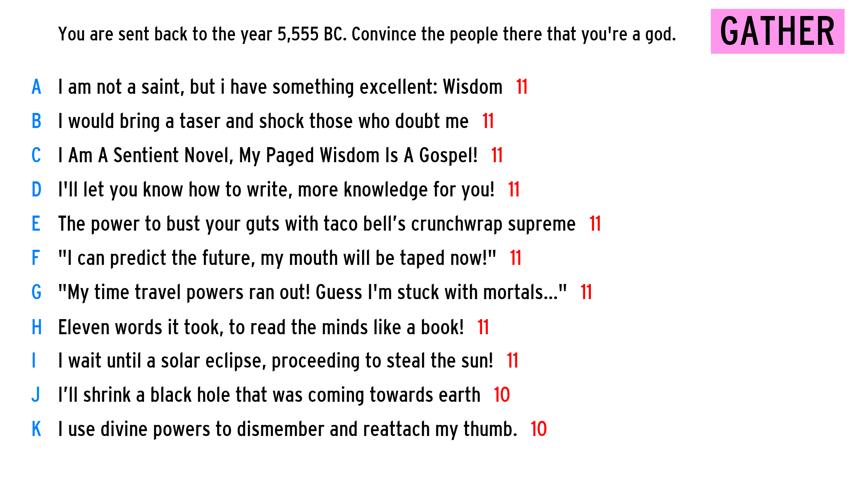 You are sent back to the year 5,555 BC. Convince the people there that you're a god.
GATHER
A I am not a saint, but i have something excellent: Wisdom 11
B I would bring a taser and shock those who doubt me 11
C I Am A Sentient Novel, My Paged Wisdom Is A Gospel! 11
D I'll let you know how to write, more knowledge for you! 11
E The power to bust your guts with taco bell’s crunchwrap supreme 11
F "I can predict the future, my mouth will be taped now!" 11
G "My time travel powers ran out! Guess I'm stuck with mortals..." 11
H Eleven words it took, to read the minds like a book! 11
I I wait until a solar eclipse, proceeding to steal the sun! 11
J I’ll shrink a black hole that was coming towards earth 10
K I use divine powers to dismember and reattach my thumb. 10